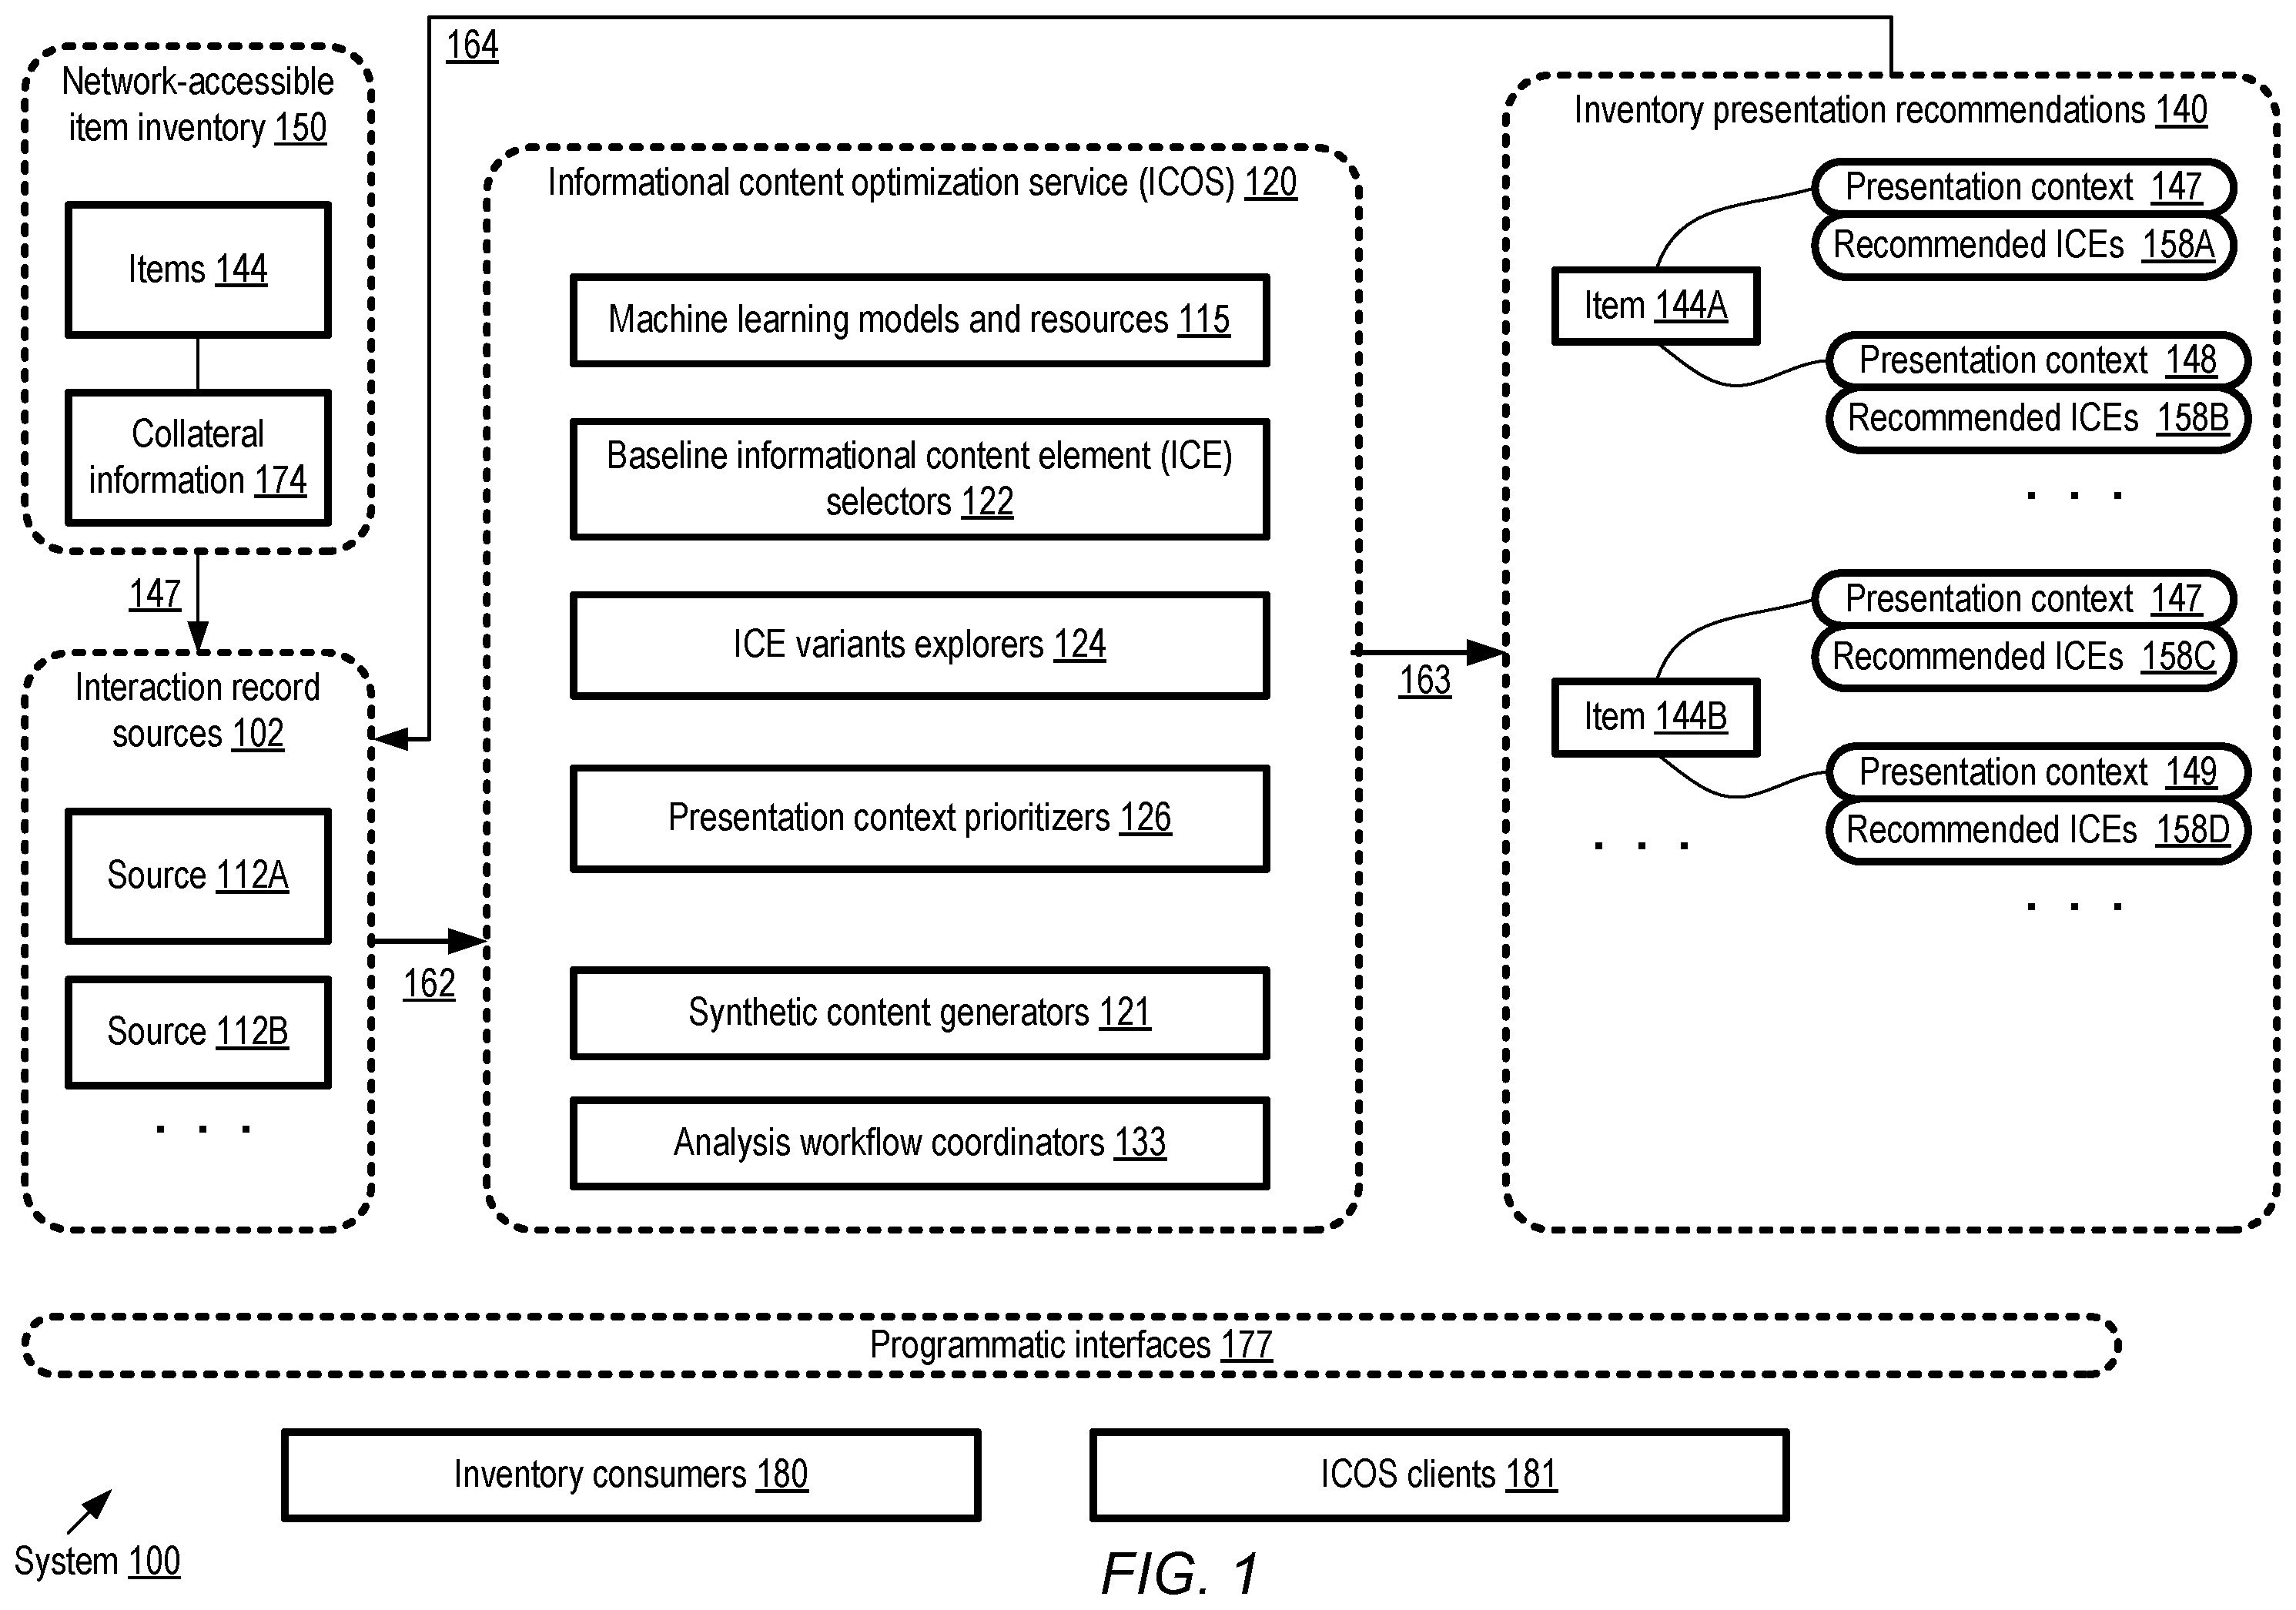 164
Network-accessible
item inventory 150
Items 144
Collateral
information 174
147
Interaction record
sources 102
Source 112A
Source 112B
. . .
162
Informational content optimization service (ICOS) 120
Machine learning models and resources 115
Baseline informational content element (ICE)
selectors 122
ICE variants explorers 124
Presentation context prioritizers 126
Synthetic content generators 121
Analysis workflow coordinators 133
163
Inventory presentation recommendations 140
Presentation context 147
Recommended ICEs 158A
Item 144A
Presentation context 148
Recommended ICEs 158B
. . .
Presentation context 147
Recommended ICEs 158C
Item 144B
Presentation context 149
Recommended ICEs 158D
. . .
. . .
Programmatic interfaces 177
Inventory consumers 180
ICOS clients 181
System 100
FIG. 1